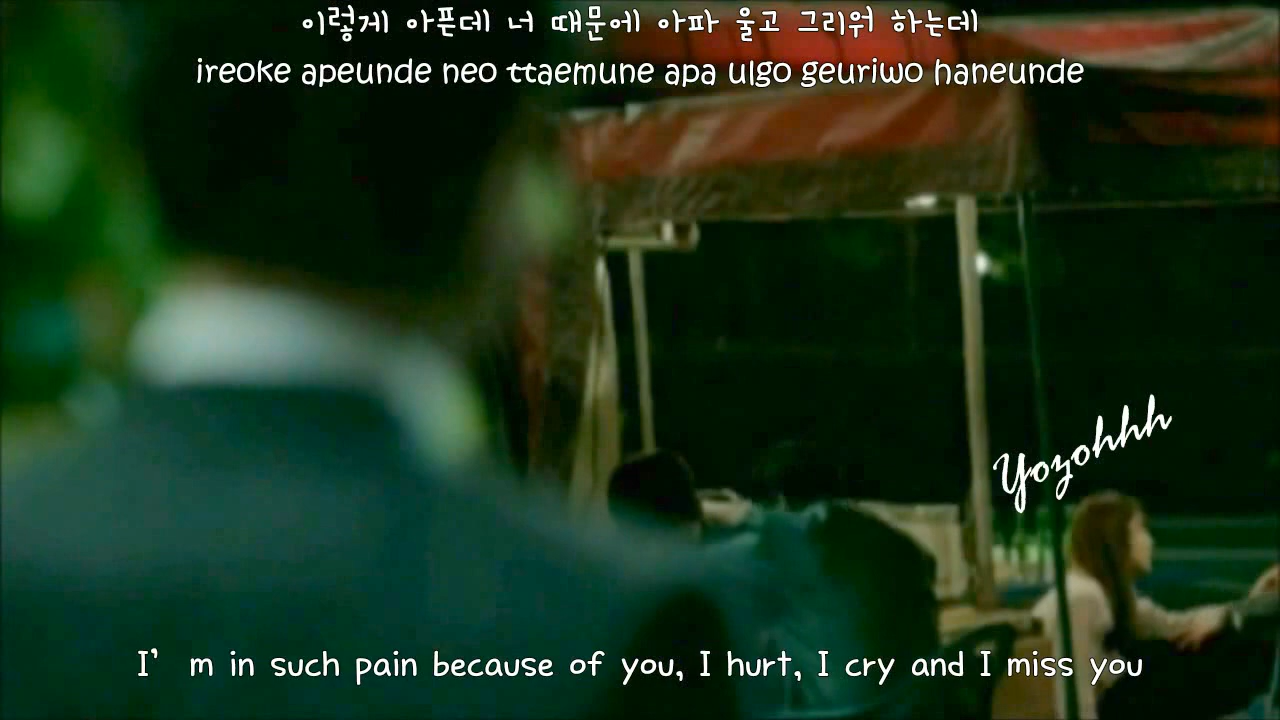 이렇게 아픈데 너 때문에 아파 울고 그리워 하는데
ireoke apeunde neo ttaemune apa ulgo geuriwo haneunde
Yozohhh
I'm in such pain because of you, I hurt, I cry and I miss you